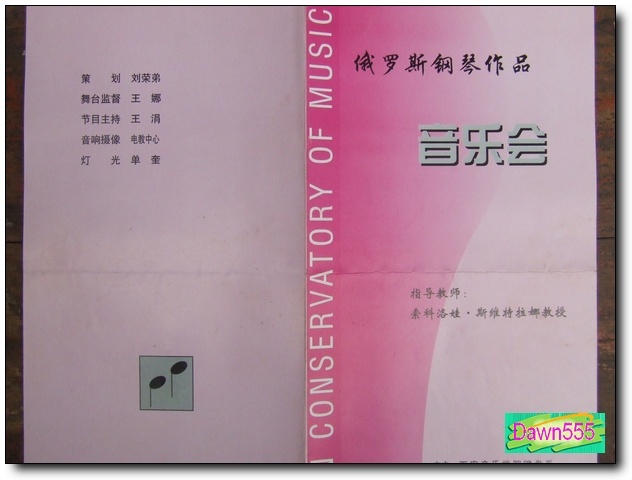 策 划 刘荣弟
舞台监督 王 娜
节目主持 王 涓
音响摄像 电教中心
灯 光 单 奎
CONSERVATORY OF MUSIC
俄罗斯钢琴作品
音乐会
指导教师:
索科洛娃·斯维特拉娜教授
Dawn555